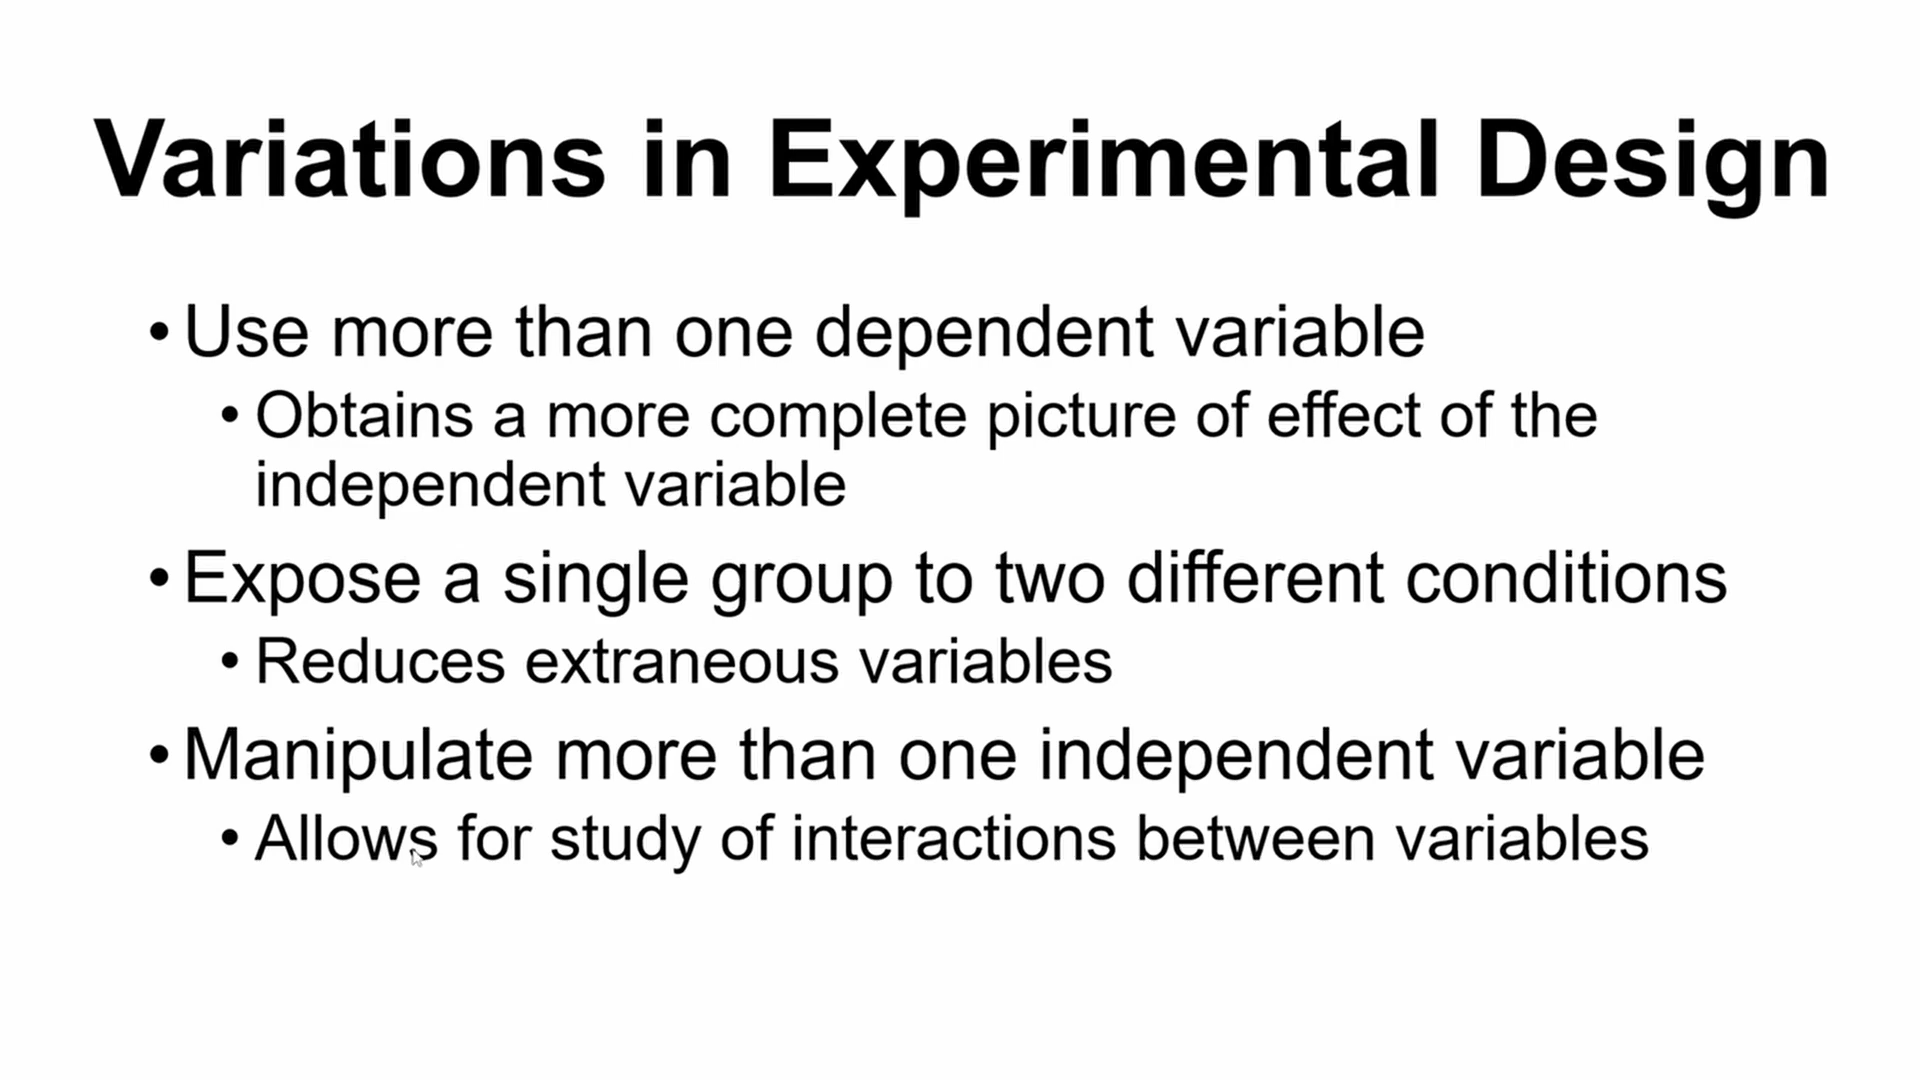 Variations in Experimental Design
• Use more than one dependent variable
• Obtains a more complete picture of effect of the
independent variable
• Expose a single group to two different conditions
• Reduces extraneous variables
• Manipulate more than one independent variable
• Allows for study of interactions between variables